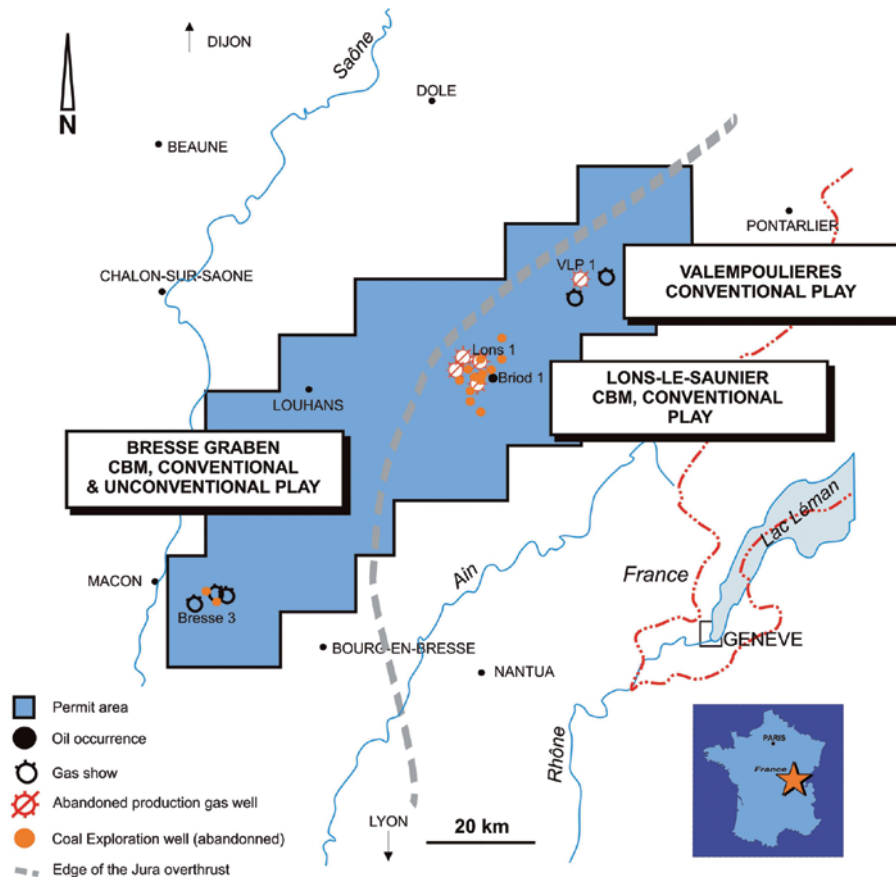 DIJON
Saône
DOLE
N
BEAUNE
PONTARLIER
VLP 1
CHALON-SUR-SAONE
VALEMPOULIERES
CONVENTIONAL PLAY
Lons 1
Briod 1
LOUHANS
LONS-LE-SAUNIER
CBM, CONVENTIONAL
PLAY
BRESSE GRABEN
CBM, CONVENTIONAL
& UNCONVENTIONAL PLAY
Lac Léman
Ain
France
MACON
Bresse 3
GENEVE
BOURG-EN-BRESSE
NANTUA
Permit area
Oil occurrence
Gas show
Abandoned production gas well
Coal Exploration well (abandonned)
Edge of the Jura overthrust
Rhône
LYON
20 km
PARIS
France